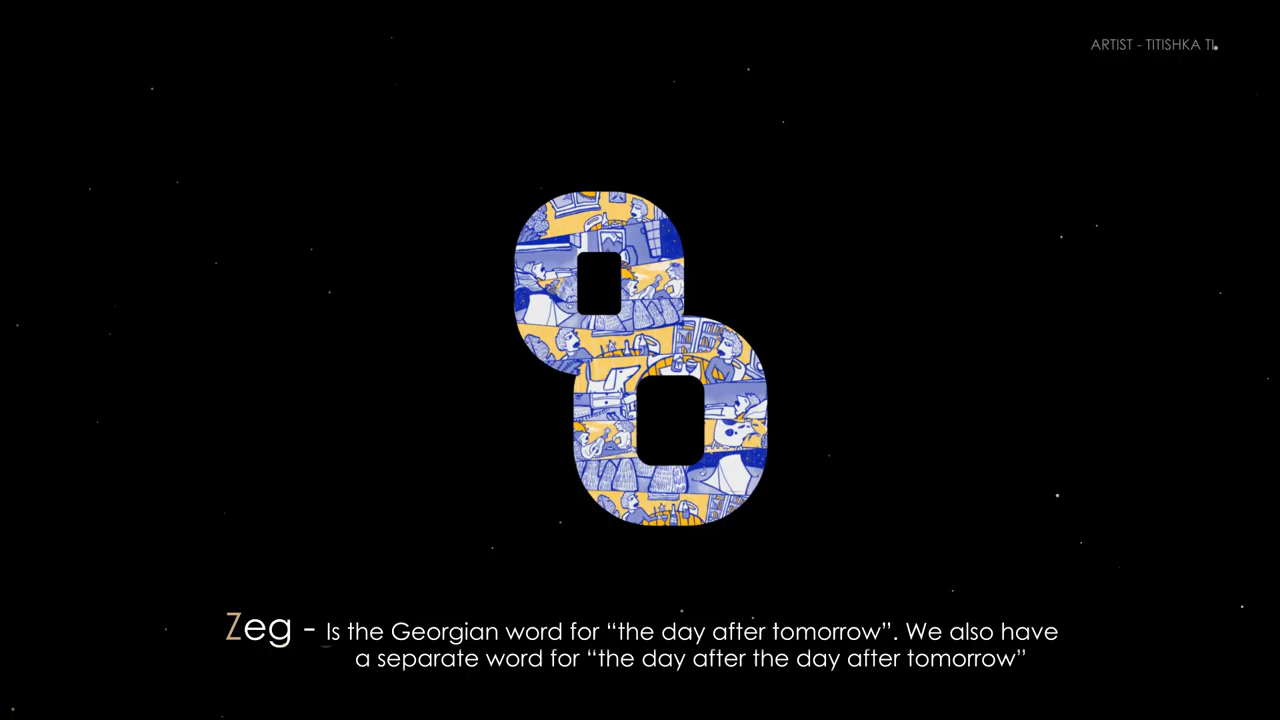 ARTIST - TITISHKA TI.
Zeg - Is the Georgian word for “the day after tomorrow”. We also have
a separate word for “the day after the day after tomorrow”